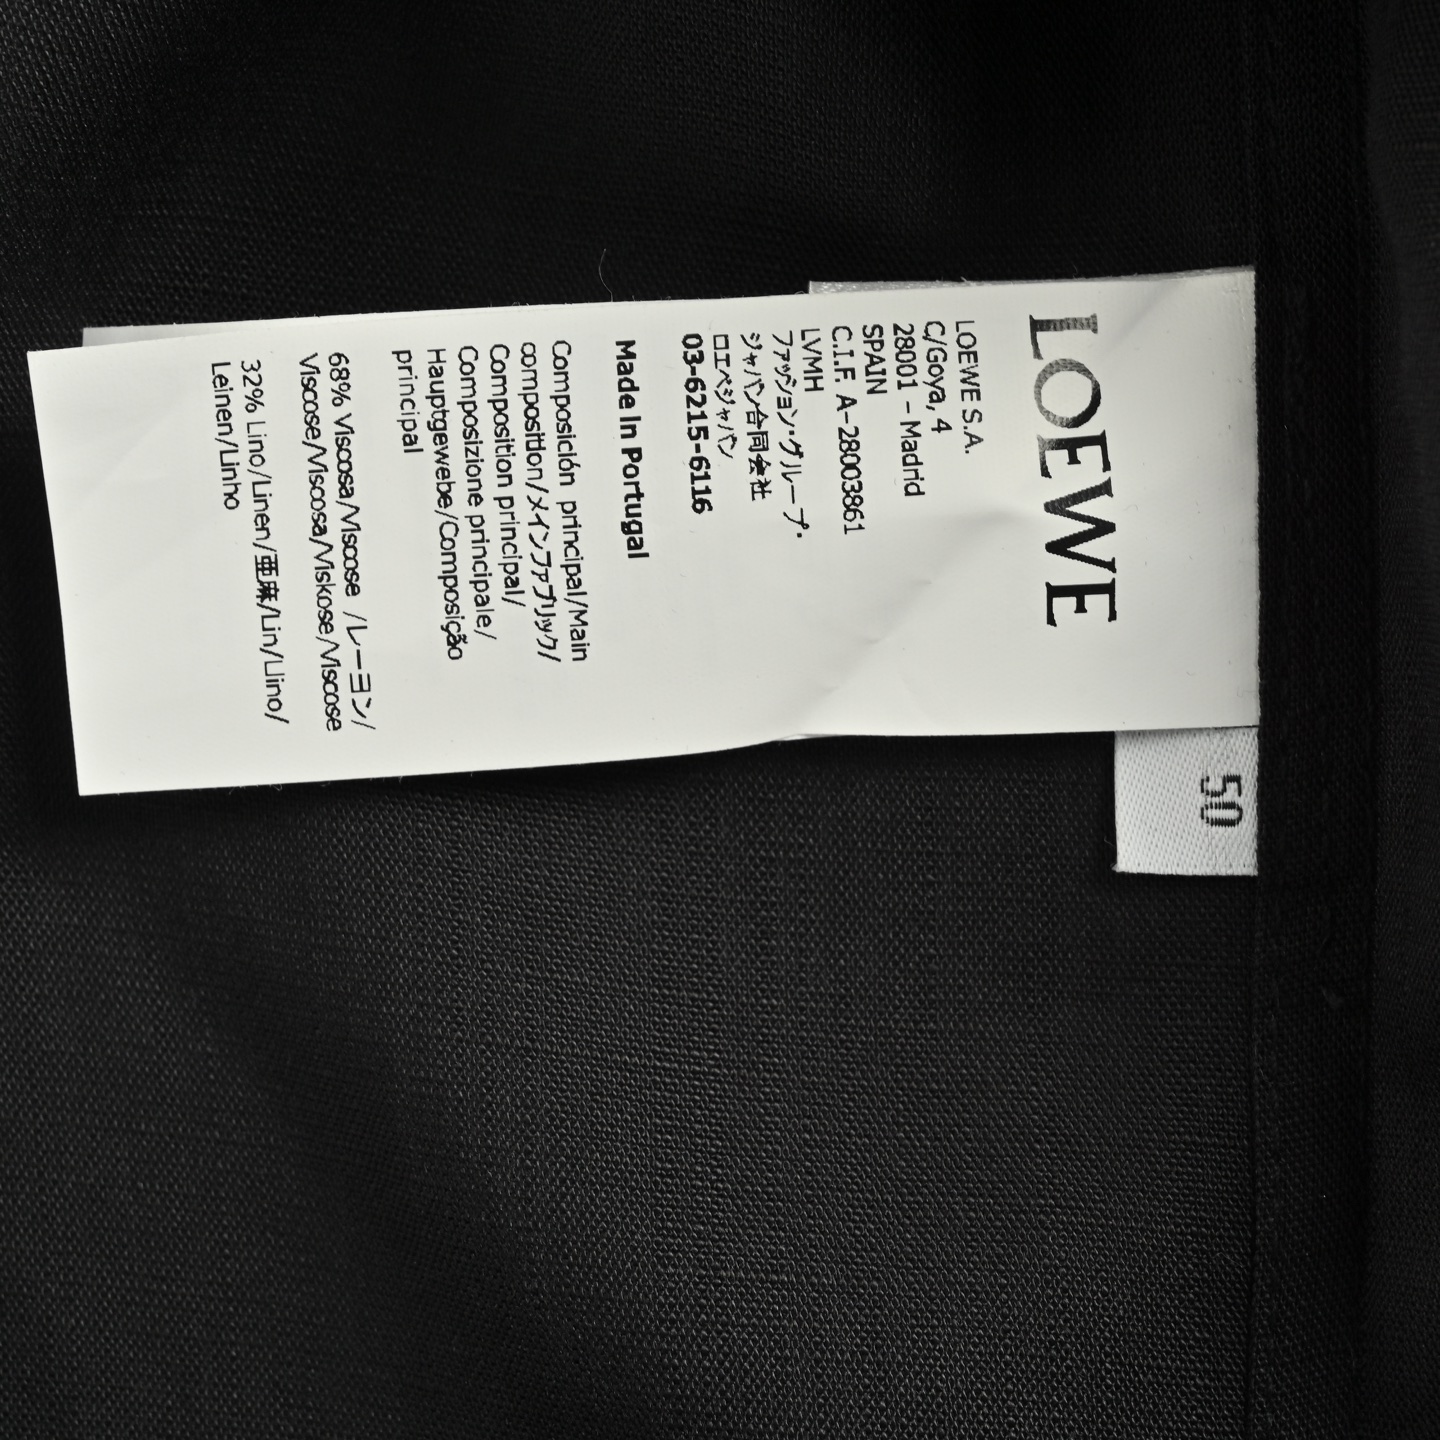 LOEWE
LOEWE S.A.
C/Goya, 4
28001 - Madrid
SPAIN
C.I.F. A-28003861
LVMH
ファッション・グループ・
ジャパン合同会社
ロエベジャパン
03-6215-6116
Made In Portugal
Composición principal/Main
composition/メインファブリック/
Composition principal/
Composizione principale/
Hauptgewebe/Composição
principal
68% Viscosa/Viscose /レーヨン/
Viscose/Viscosa/Viskose/Viscose
32% Lino/Linen/亜麻/Lin/Llino/
Leinen/Linho
50